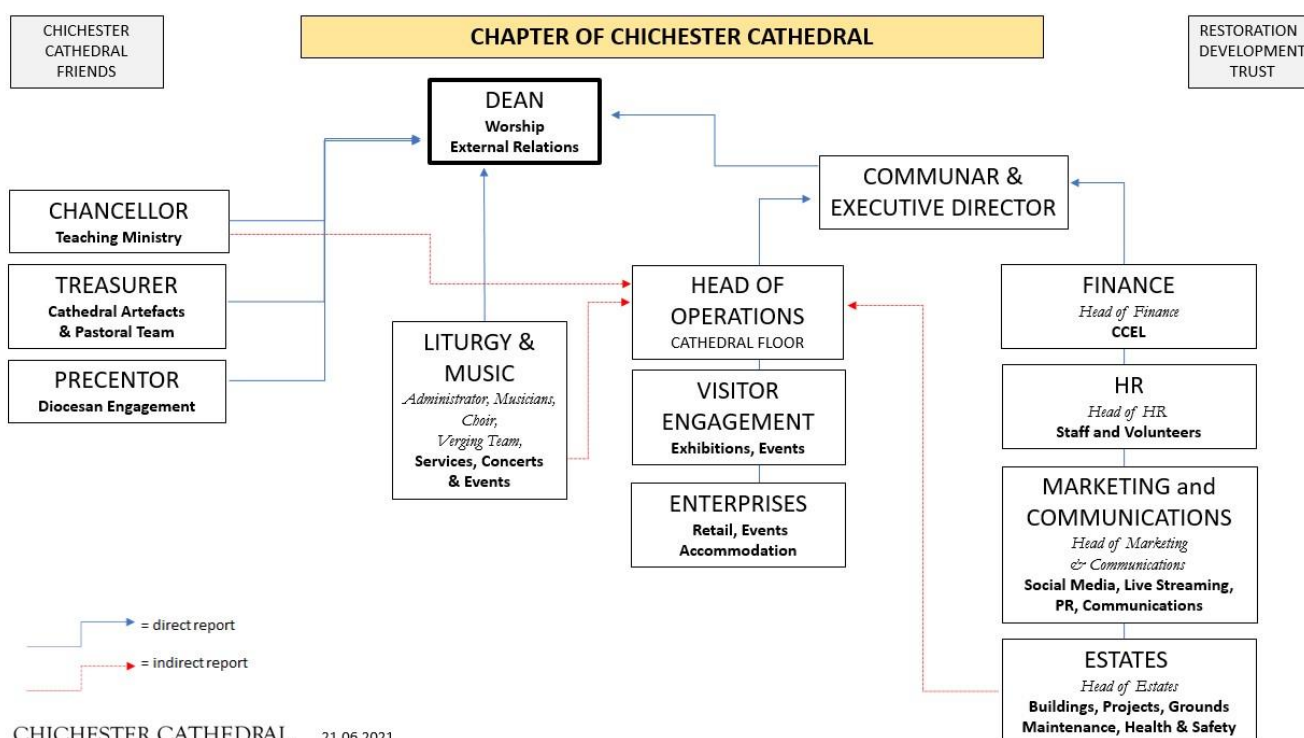 CHICHESTER
CATHEDRAL
FRIENDS
CHAPTER OF CHICHESTER CATHEDRAL
RESTORATION
DEVELOPMENT
TRUST
DEAN
Worship
External Relations
COMMUNAR &
EXECUTIVE DIRECTOR
CHANCELLOR
Teaching Ministry
TREASURER
Cathedral Artefacts
& Pastoral Team
PRECENTOR
Diocesan Engagement
LITURGY &
MUSIC
Administrator, Musicians,
Choir,
Verging Team,
Services, Concerts
& Events
HEAD OF
OPERATIONS
CATHEDRAL FLOOR
VISITOR
ENGAGEMENT
Exhibitions, Events
ENTERPRISES
Retail, Events
Accommodation
FINANCE
Head of Finance
CCEL
HR
Head of HR
Staff and Volunteers
MARKETING and
COMMUNICATIONS
Head of Marketing
& Communications
Social Media, Live Streaming,
PR, Communications
ESTATES
Head of Estates
Buildings, Projects, Grounds
Maintenance, Health & Safety
= direct report
= indirect report
CHICHESTER CATHEDRAL 21.06.2021